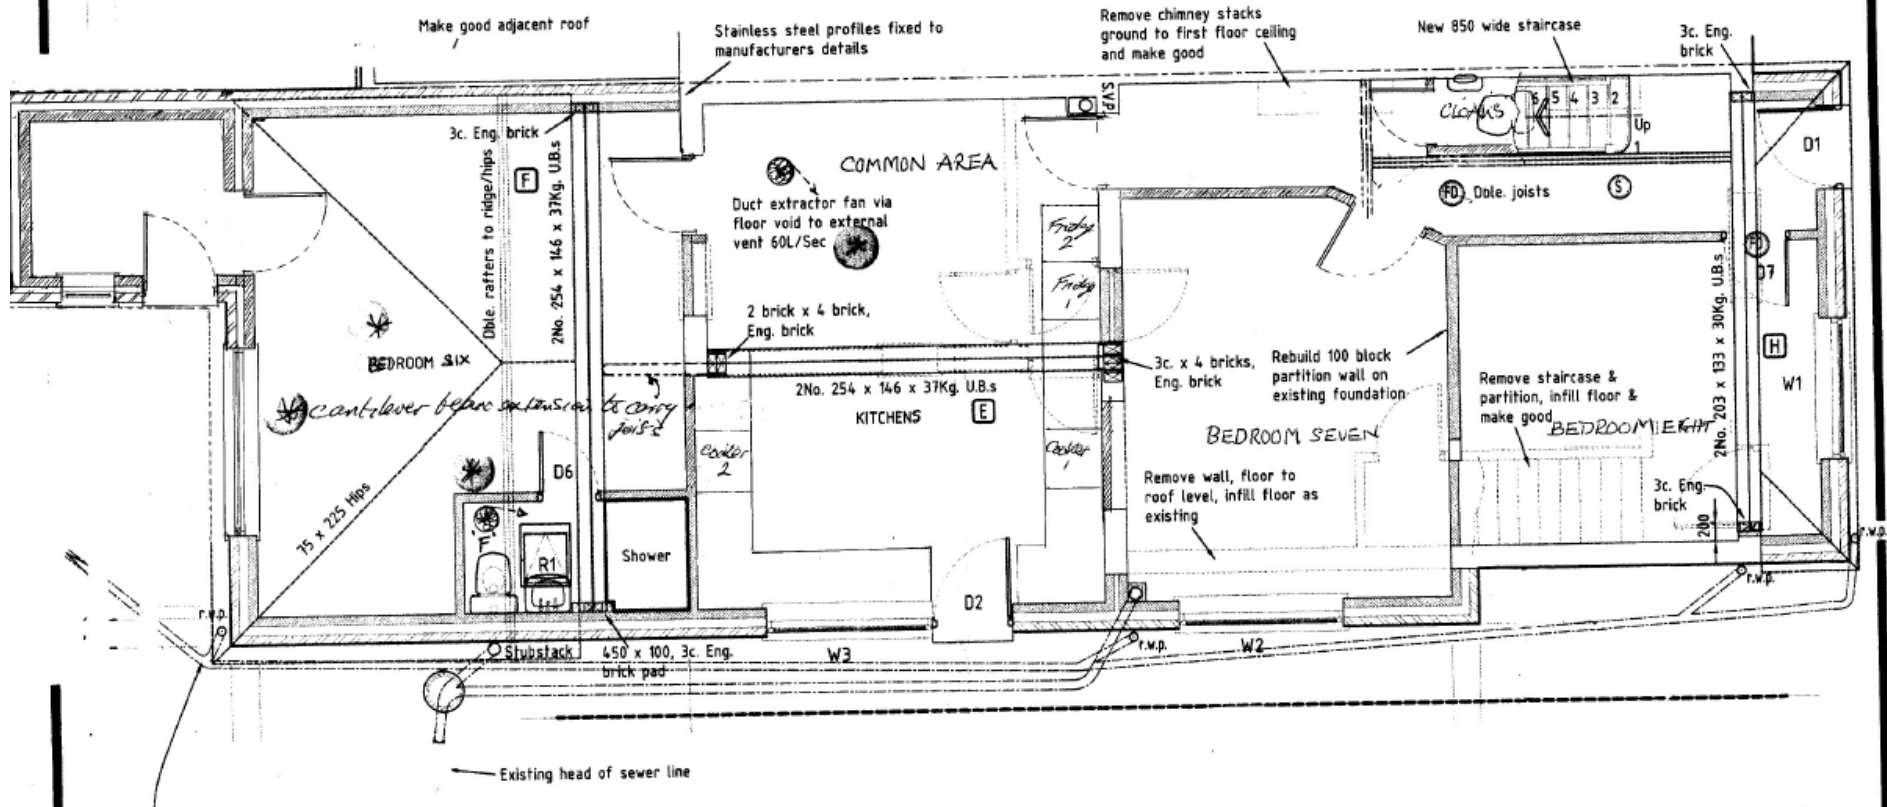 Make good adjacent roof
Stainless steel profiles fixed to
manufacturers details
Remove chimney stacks
ground to first floor ceiling
and make good
New 850 wide staircase
3c. Eng.
brick
3c. Eng. brick
F
Dble. rafters to ridge/hips
2No. 254 x 146 x 37Kg. U.B.s
COMMON AREA
Duct extractor fan via
floor void to external
vent 60L/Sec
S.V.P.
CLOAKS
6 5 4 3 2
Up
1
D1
FD
Dble. joists
S
Fridge
2
Fridge
1
FD
D7
2 brick x 4 brick,
Eng. brick
BEDROOM SIX
cantilever beam extension to carry
joists
2No. 254 x 146 x 37Kg. U.B.s
KITCHENS
E
3c. x 4 bricks,
Eng. brick
Rebuild 100 block
partition wall on
existing foundation
Remove staircase &
partition, infill floor &
make good
BEDROOM EIGHT
2No. 203 x 133 x 30Kg. U.B.s
H
W1
BEDROOM SEVEN
Cooker
2
Cooker
1
D6
Remove wall, floor to
roof level, infill floor as
existing
3c. Eng.
brick
200
75 x 225 Hips
R1
Shower
D2
r.w.p.
r.w.p.
r.w.p.
r.w.p.
Stubstack
450 x 100, 3c. Eng.
brick pad
W3
W2
Existing head of sewer line